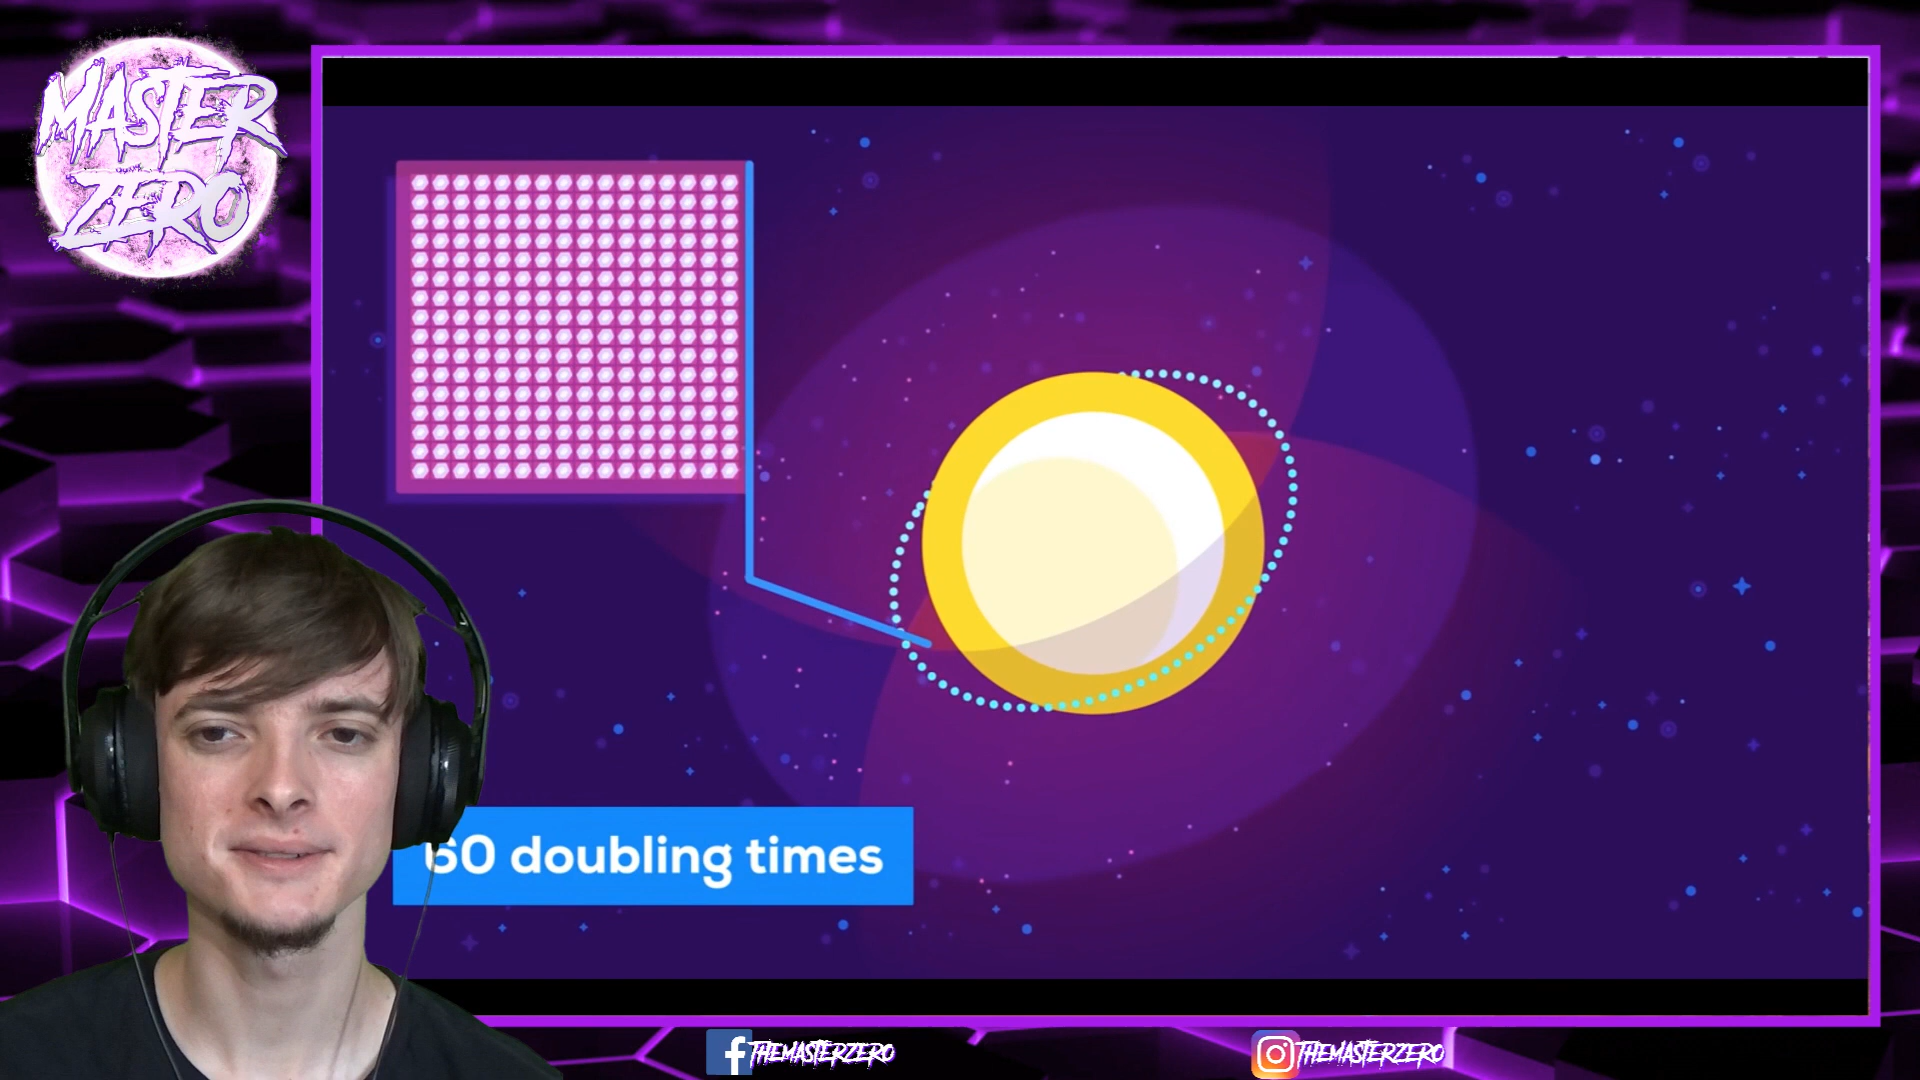 MASTER
ZERO
60 doubling times
THEMASTERZERO
THEMASTERZERO